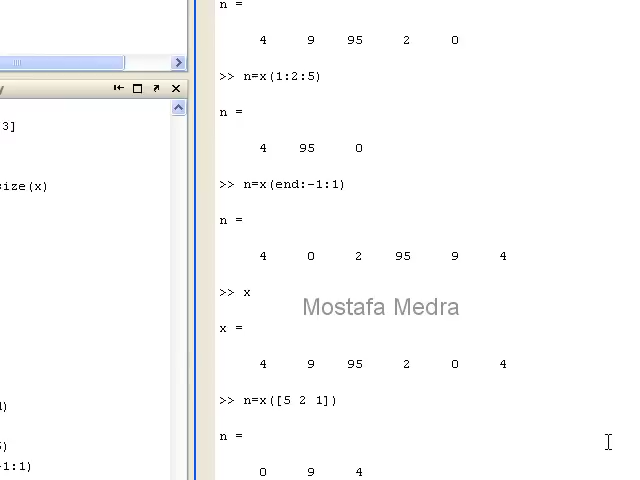 n =
4 9 95 2 0
>> n=x(1:2:5)
n =
4 95 0
>> n=x(end:-1:1)
n =
4 0 2 95 9 4
>> x
Mostafa Medra
x =
4 9 95 2 0 4
>> n=x([5 2 1])
n =
0 9 4
3]
size(x)
)
-1:1)